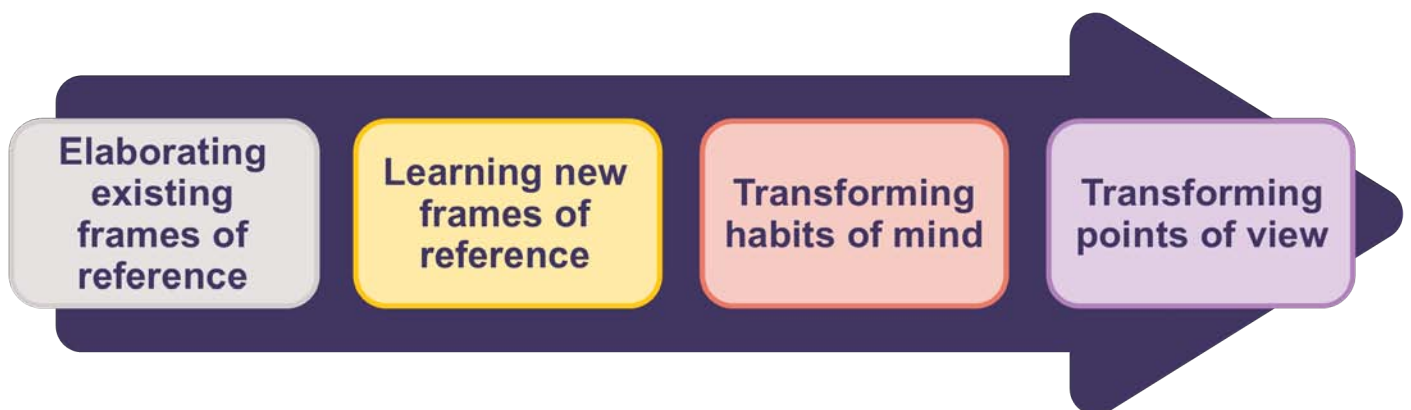 Elaborating
existing
frames of
reference
Learning new
frames of
reference
Transforming
habits of mind
Transforming
points of view